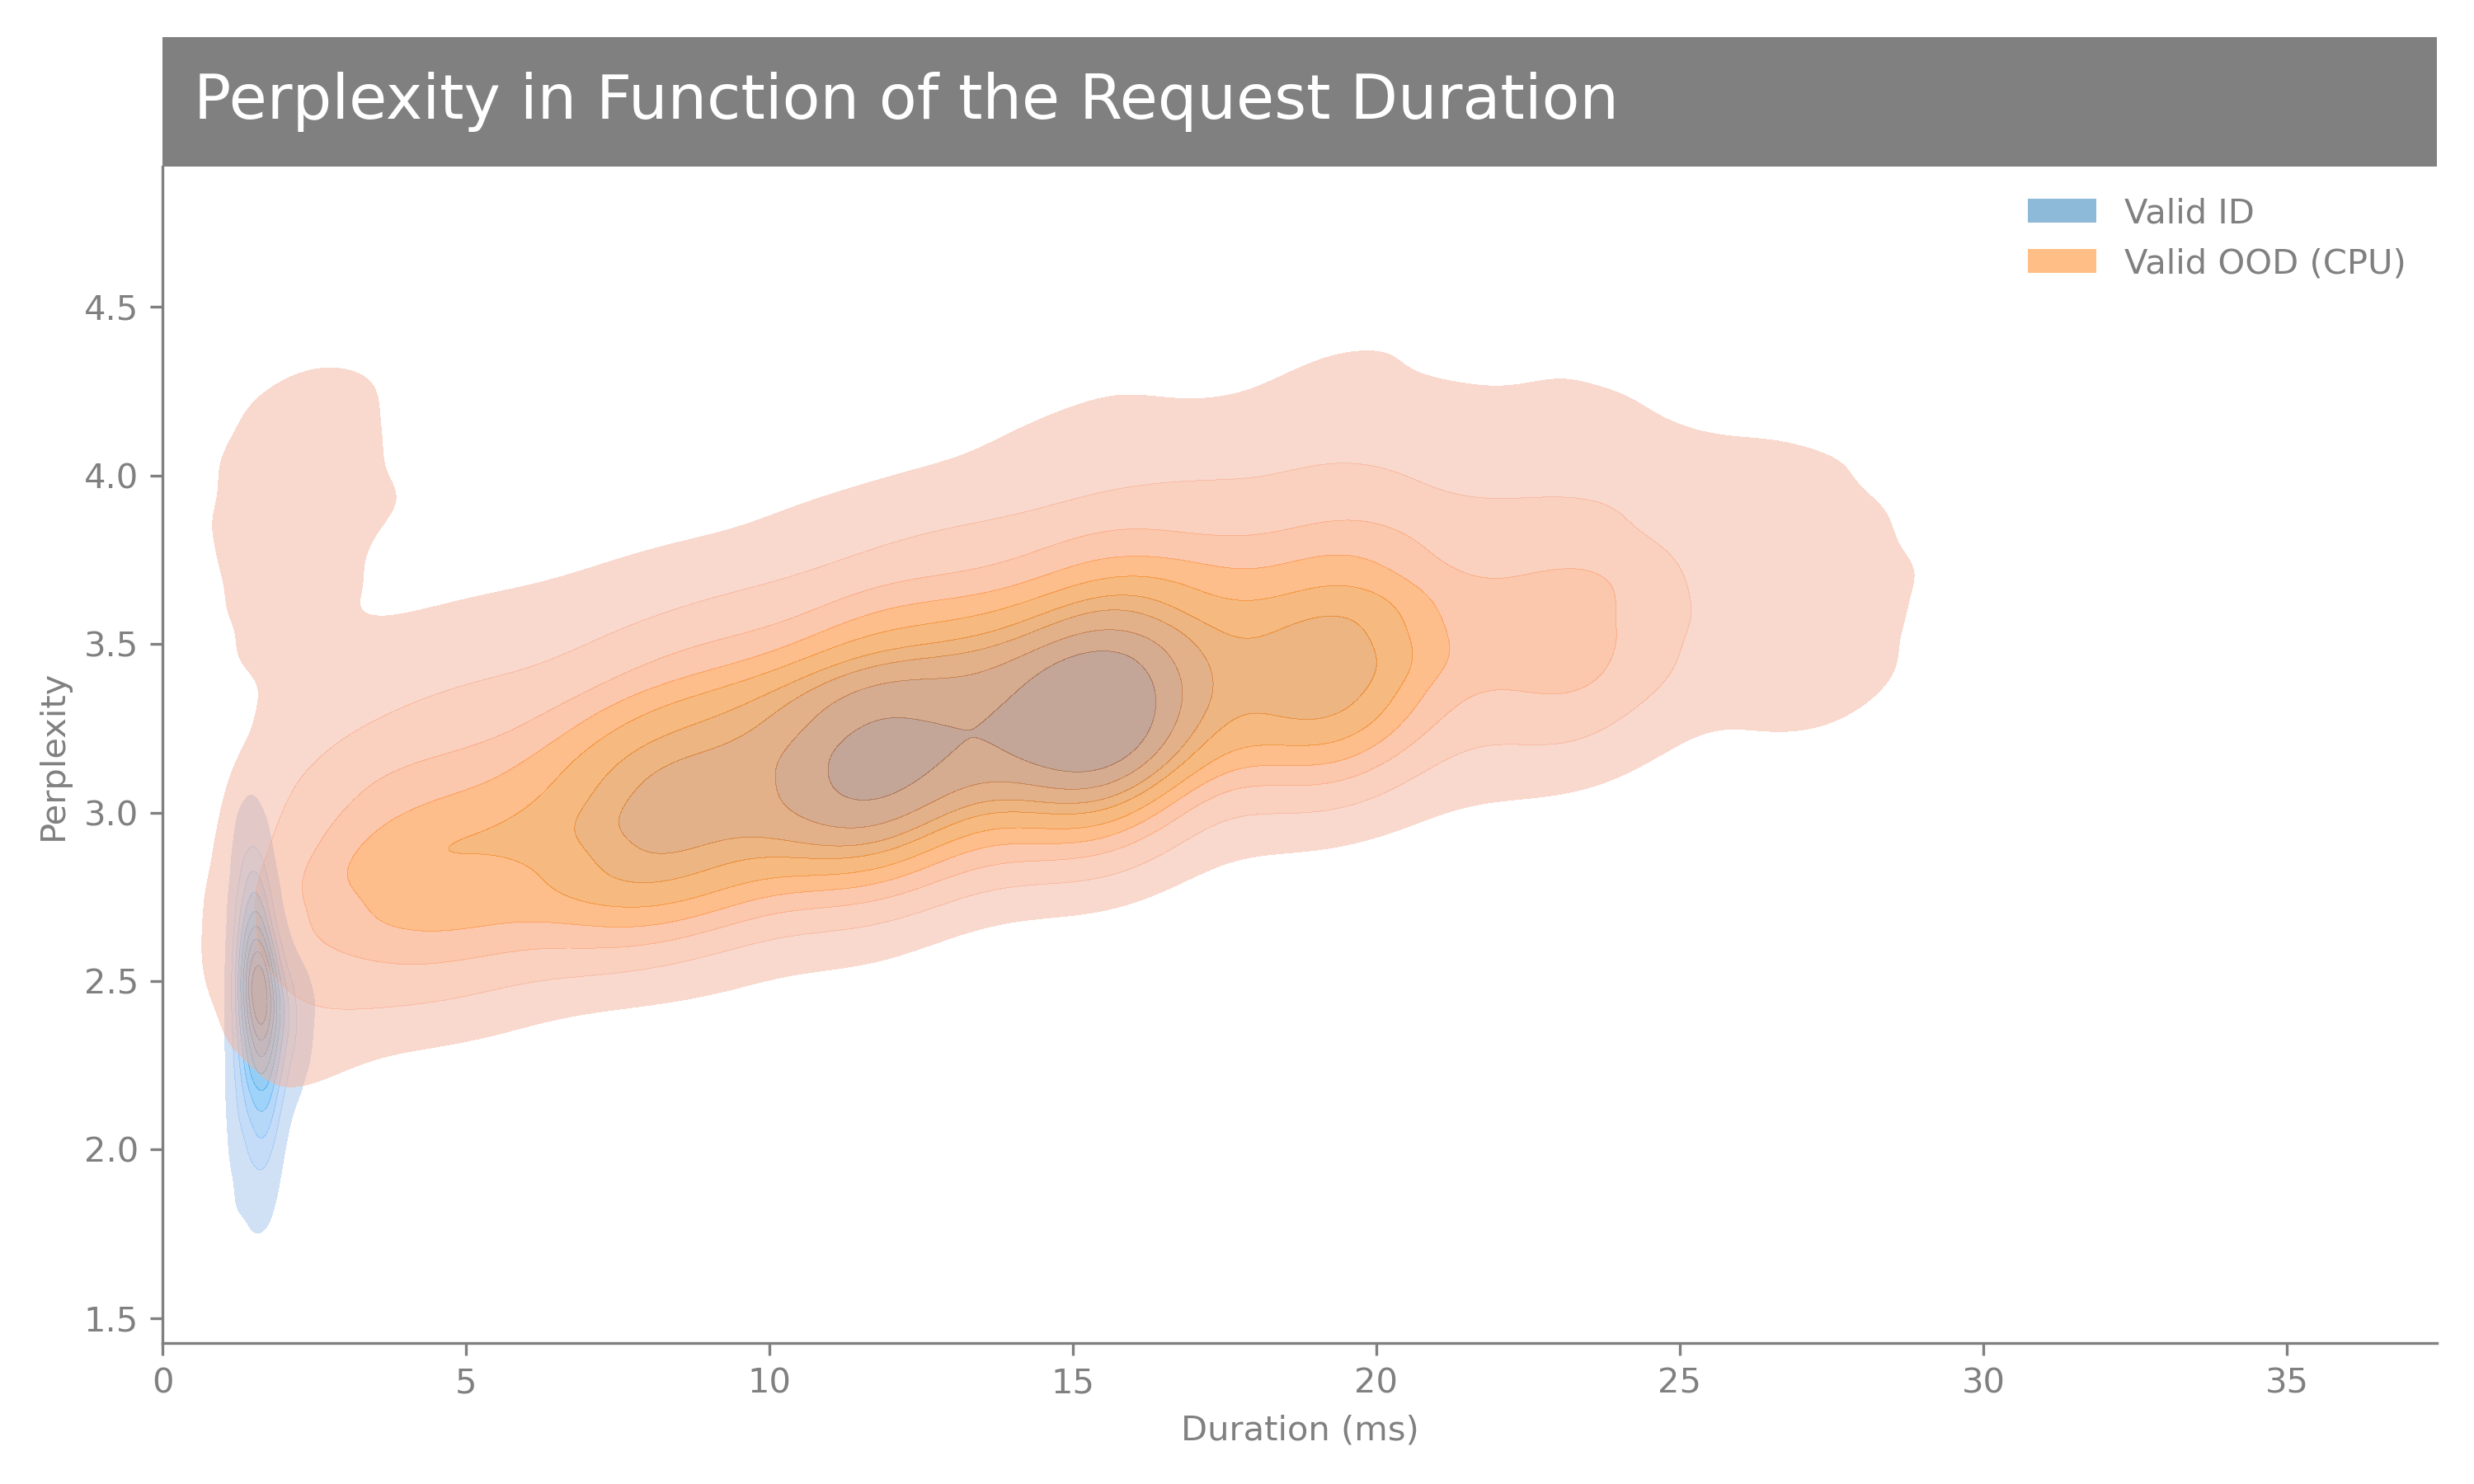 Perplexity in Function of the Request Duration
Valid ID
Valid OOD (CPU)
4.5
4.0
3.5
3.0
2.5
2.0
1.5
Perplexity
0 5 10 15 20 25 30 35
Duration (ms)